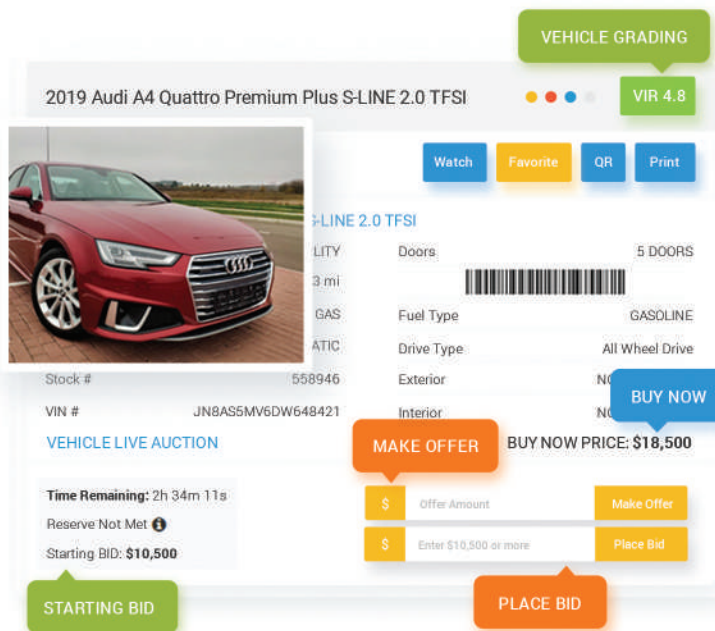 VEHICLE GRADING
2019 Audi A4 Quattro Premium Plus S-LINE 2.0 TFSI
VIR 4.8
Watch Favorite QR Print
S-LINE 2.0 TFSI
LITY Doors 5 DOORS
3 mi
GAS Fuel Type GASOLINE
ATIC Drive Type All Wheel Drive
Stock # 558946 Exterior
VIN # JN8AS5MV6DW648421 Interior
BUY NOW
VEHICLE LIVE AUCTION
MAKE OFFER
BUY NOW PRICE: $18,500
Time Remaining: 2h 34m 11s
$ Offer Amount Make Offer
Reserve Not Met
Starting BID: $10,500
$ Enter $10,500 or more Place Bid
STARTING BID
PLACE BID